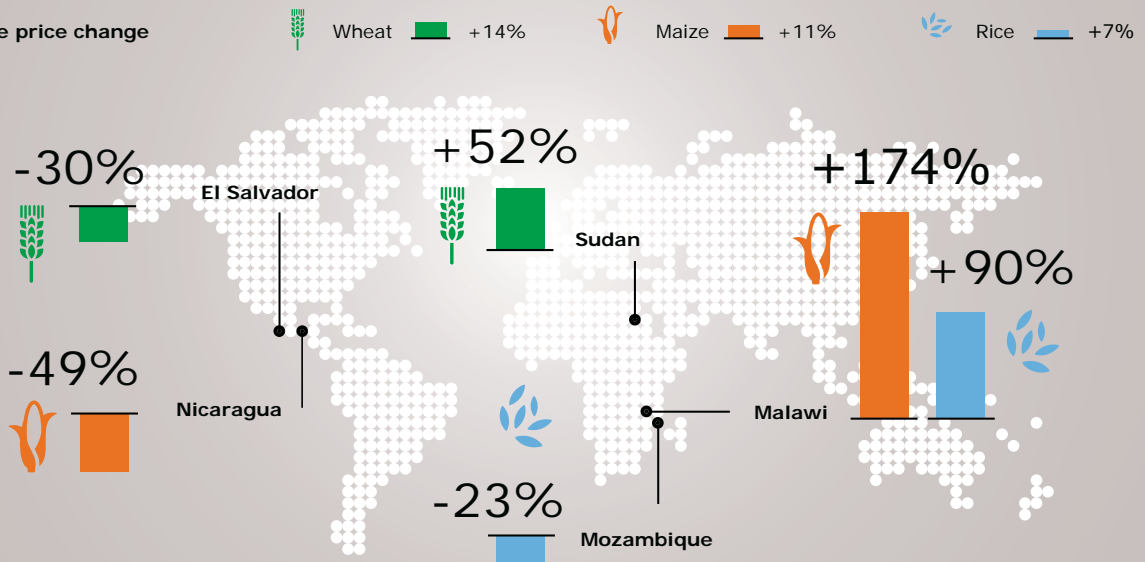 e price change
Wheat +14%
Maize +11%
Rice +7%
-30%
El Salvador
+52%
Sudan
+174%
+90%
-49%
Nicaragua
Malawi
-23%
Mozambique